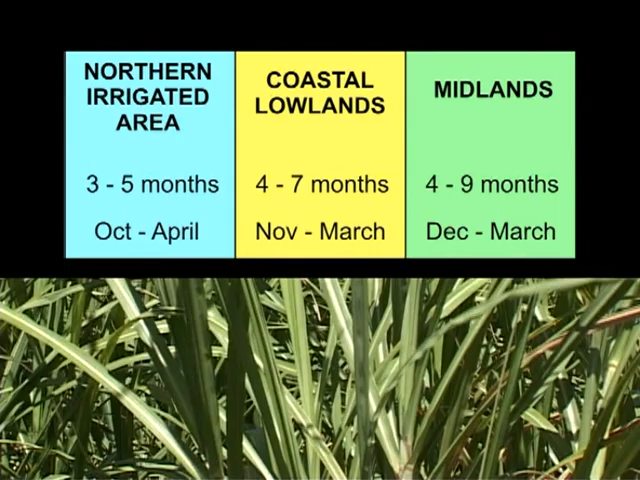 NORTHERN
IRRIGATED
AREA
3 - 5 months
Oct - April
COASTAL
LOWLANDS
4 - 7 months
Nov - March
MIDLANDS
4 - 9 months
Dec - March